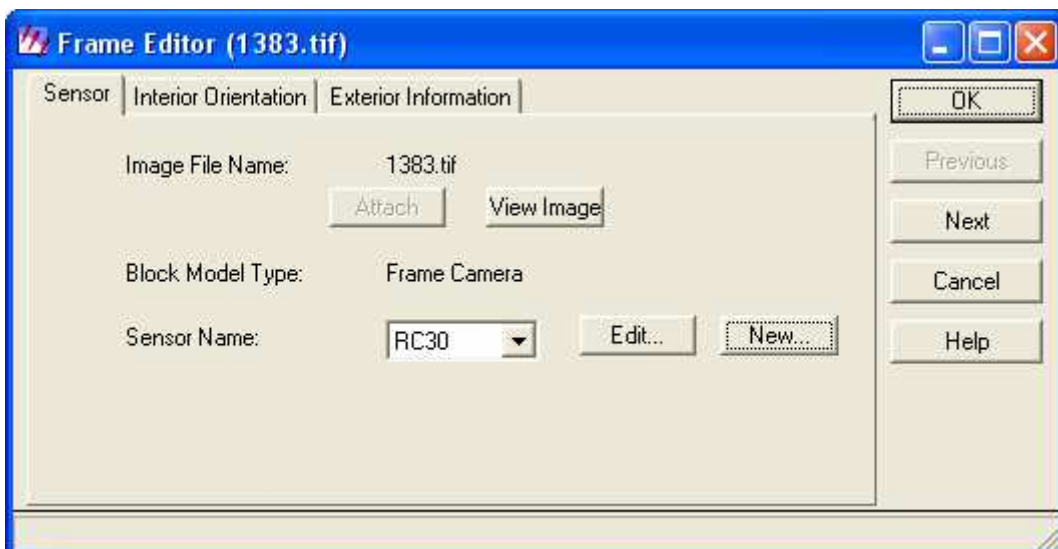 Frame Editor (1383.tif)
Sensor
Interior Orientation
Exterior Information
Image File Name:
1383.tif
Attach
View Image
Block Model Type:
Frame Camera
Sensor Name:
RC30
Edit...
New...
OK
Previous
Next
Cancel
Help